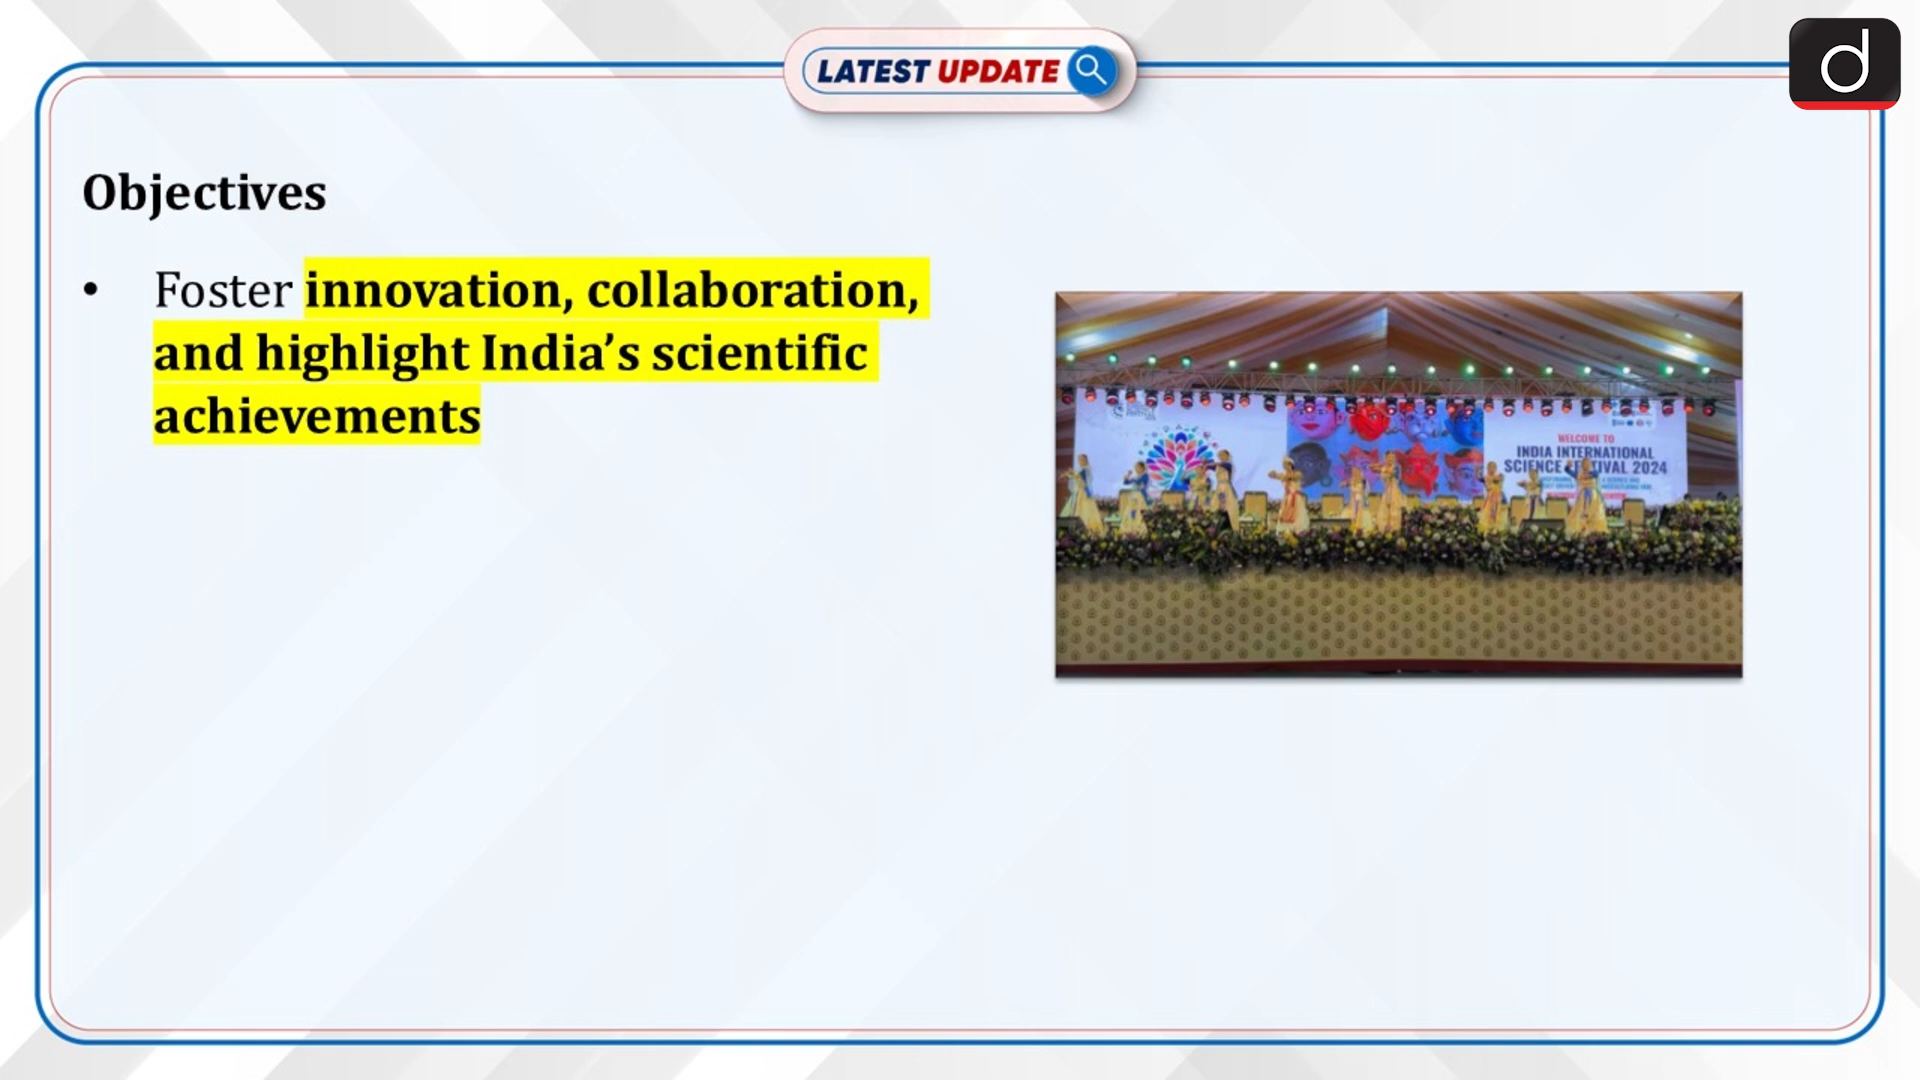 LATEST UPDATE
d
Objectives
• Foster innovation, collaboration,
and highlight India’s scientific
achievements
WELCOME TO
INDIA INTERNATIONAL
SCIENCE FESTIVAL 2024